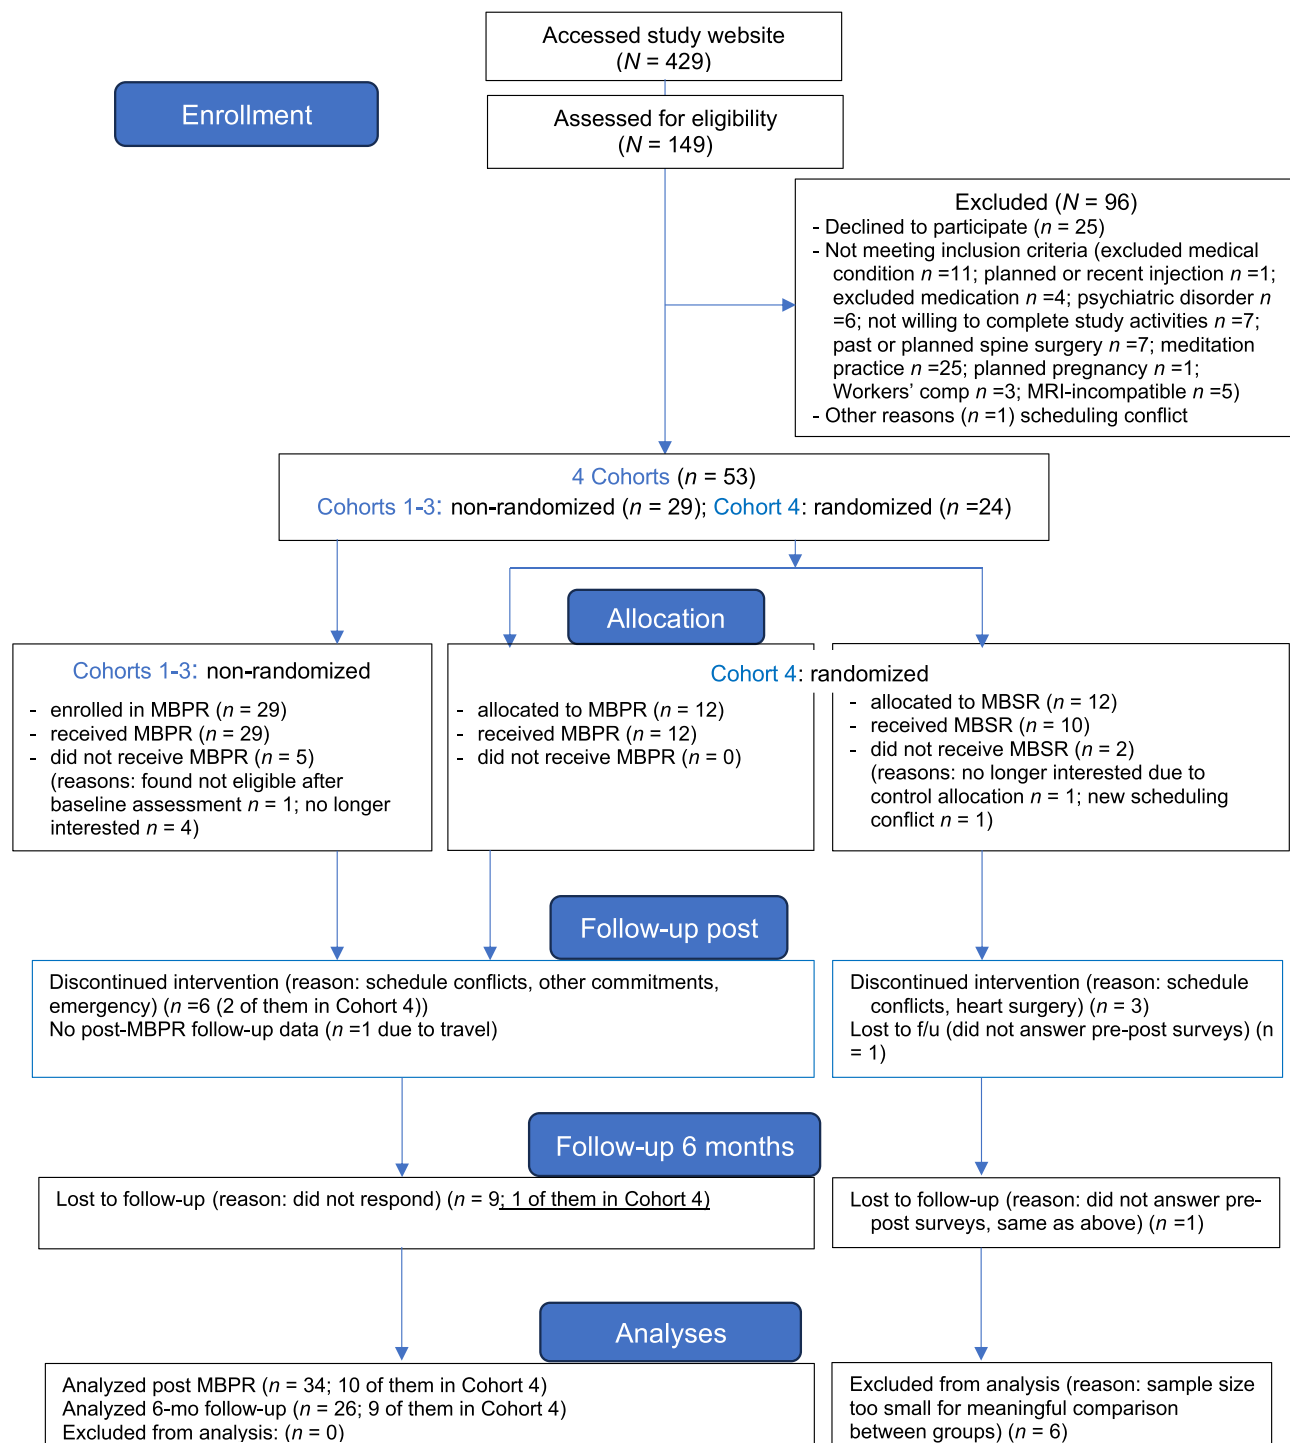 Accessed study website
(N = 429)
Enrollment
Assessed for eligibility
(N = 149)
Excluded (N = 96)
- Declined to participate (n = 25)
- Not meeting inclusion criteria (excluded medical
condition n =11; planned or recent injection n =1;
excluded medication n =4; psychiatric disorder n
=6; not willing to complete study activities n =7;
past or planned spine surgery n =7; meditation
practice n =25; planned pregnancy n =1;
Workers’ comp n =3; MRI-incompatible n =5)
- Other reasons (n =1) scheduling conflict
4 Cohorts (n = 53)
Cohorts 1-3: non-randomized (n = 29); Cohort 4: randomized (n =24)
Allocation
Cohorts 1-3: non-randomized
- enrolled in MBPR (n = 29)
- received MBPR (n = 29)
- did not receive MBPR (n = 5)
(reasons: found not eligible after
baseline assessment n = 1; no longer
interested n = 4)
Cohort 4: randomized
- allocated to MBPR (n = 12)
- received MBPR (n = 12)
- did not receive MBPR (n = 0)
- allocated to MBSR (n = 12)
- received MBSR (n = 10)
- did not receive MBSR (n = 2)
(reasons: no longer interested due to
control allocation n = 1; new scheduling
conflict n = 1)
Follow-up post
Discontinued intervention (reason: schedule conflicts, other commitments,
emergency) (n =6 (2 of them in Cohort 4))
No post-MBPR follow-up data (n =1 due to travel)
Discontinued intervention (reason: schedule
conflicts, heart surgery) (n = 3)
Lost to f/u (did not answer pre-post surveys) (n
= 1)
Follow-up 6 months
Lost to follow-up (reason: did not respond) (n = 9; 1 of them in Cohort 4)
Lost to follow-up (reason: did not answer pre-
post surveys, same as above) (n =1)
Analyses
Analyzed post MBPR (n = 34; 10 of them in Cohort 4)
Analyzed 6-mo follow-up (n = 26; 9 of them in Cohort 4)
Excluded from analysis: (n = 0)
Excluded from analysis (reason: sample size
too small for meaningful comparison
between groups) (n = 6)